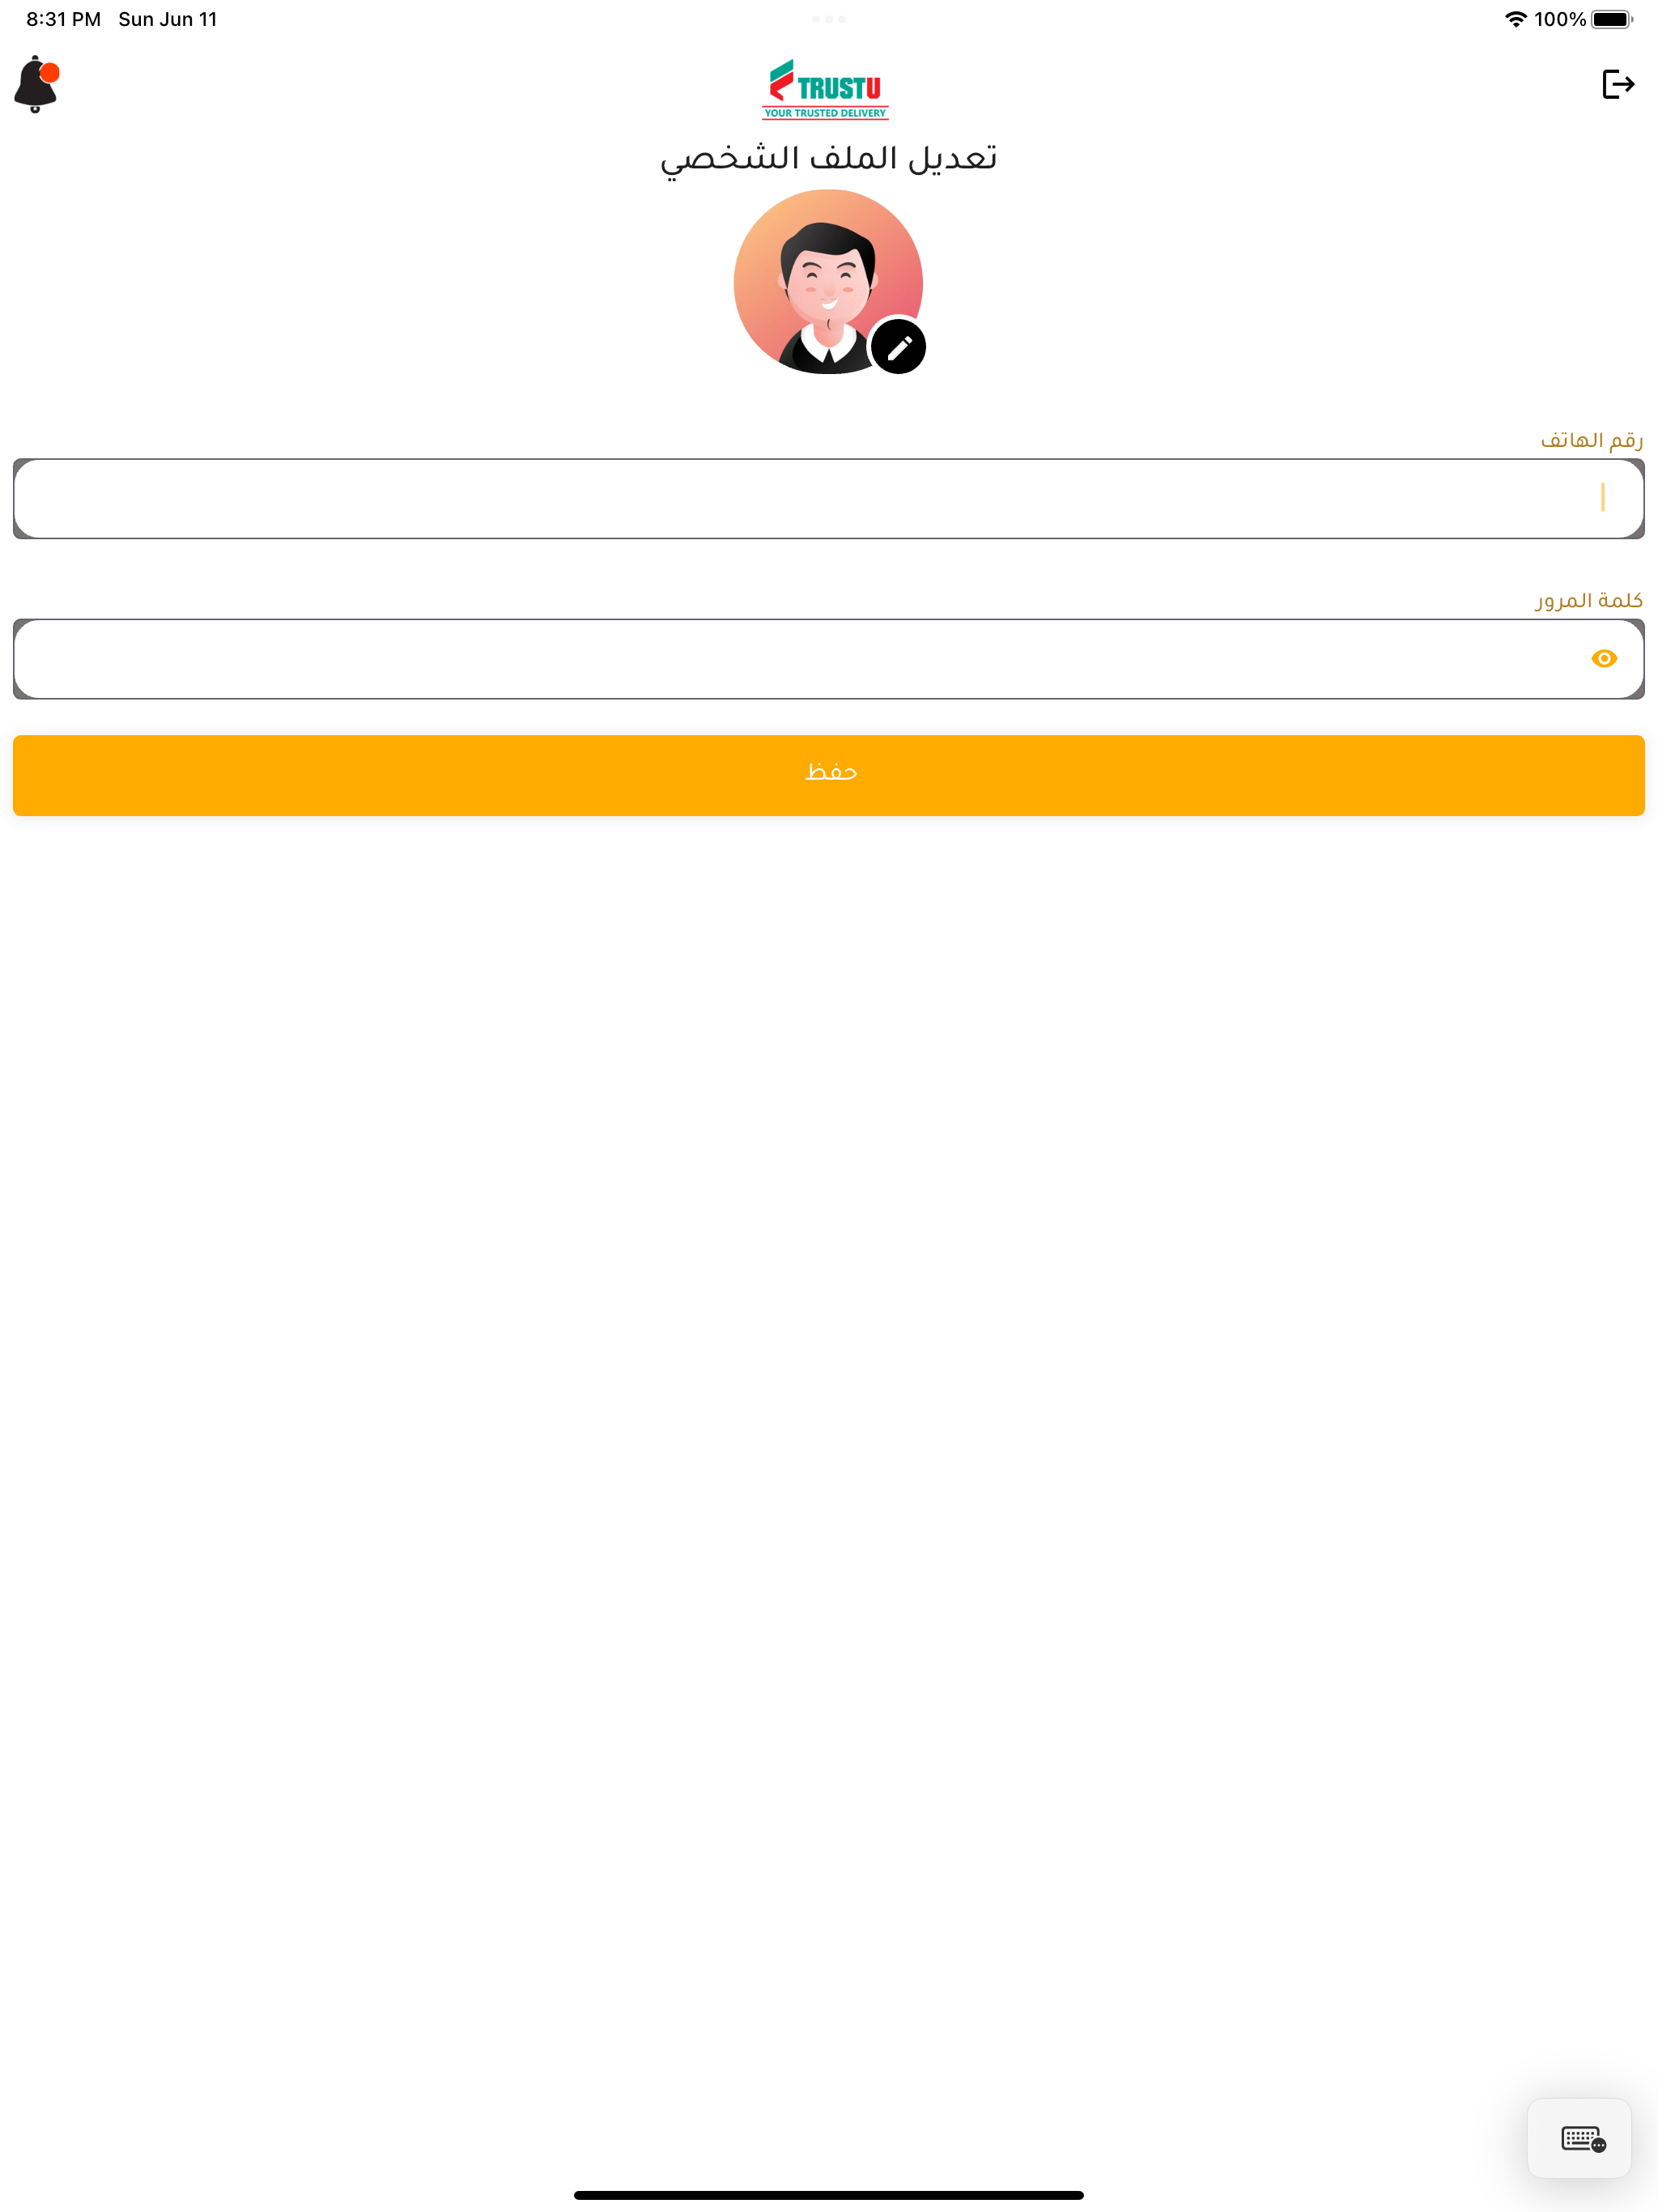 8:31 PM Sun Jun 11
100%
TRUSTU
YOUR TRUSTED DELIVERY
تعديل الملف الشخصي
رقم الهاتف
كلمة المرور
حفظ